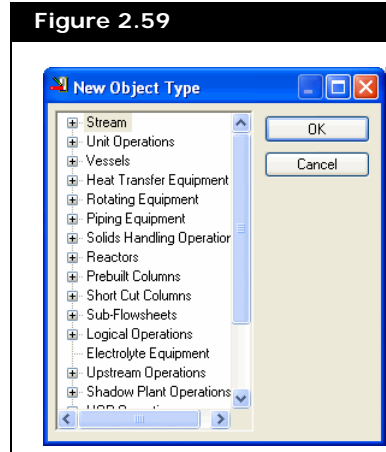 Figure 2.59
New Object Type
Stream
Unit Operations
Vessels
Heat Transfer Equipment
Rotating Equipment
Piping Equipment
Solids Handling Operation
Reactors
Prebuilt Columns
Short Cut Columns
Sub-Flowsheets
Logical Operations
Electrolyte Equipment
Upstream Operations
Shadow Plant Operations
OK
Cancel